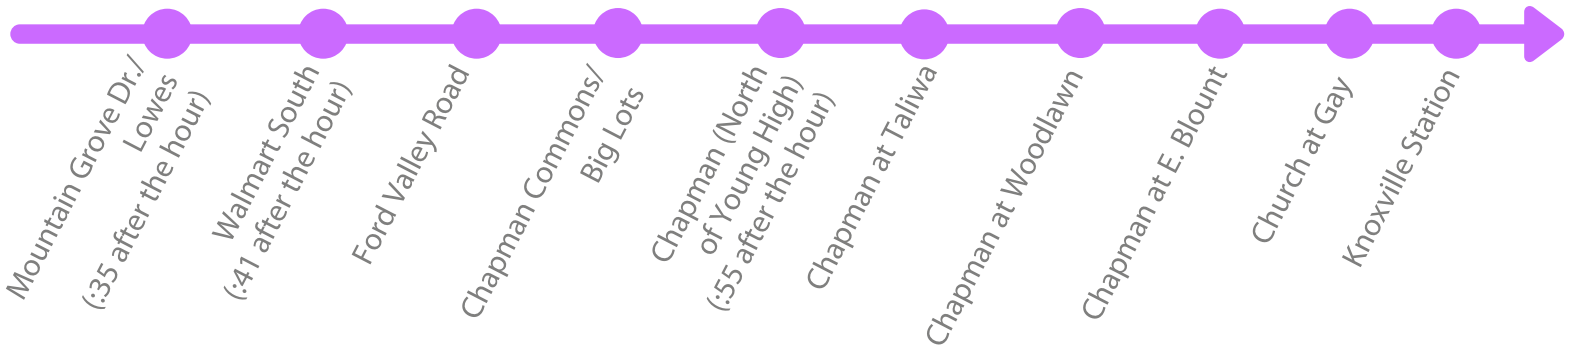 Mountain Grove Dr./
Lowes
(:35 after the hour)
Walmart South
(:41 after the hour)
Ford Valley Road
Chapman Commons/
Big Lots
Chapman (North
of Young High)
(:55 after the hour)
Chapman at Taliwa
Chapman at Woodlawn
Chapman at E. Blount
Church at Gay
Knoxville Station